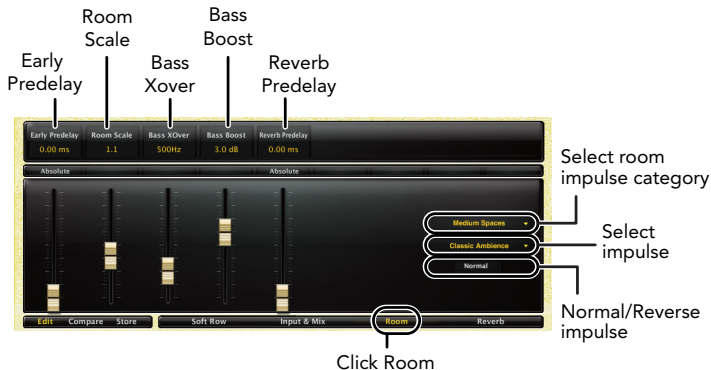 Room
Scale
Bass
Boost
Early
Predelay
Bass
Xover
Reverb
Predelay
Early Predelay Room Scale Bass XOver Bass Boost Reverb Predelay
0.00 ms 1.1 500Hz 3.0 dB 0.00 ms
Absolute Absolute
Select room
impulse category
Medium Spaces
Select
impulse
Classic Ambience
Normal
Normal/Reverse
impulse
Edit Compare Store Soft Row Input & Mix Room Reverb
Click Room